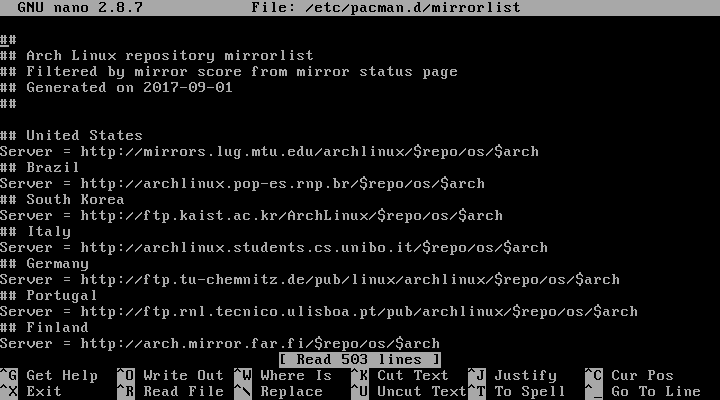 GNU nano 2.8.7 File: /etc/pacman.d/mirrorlist
##
## Arch Linux repository mirrorlist
## Filtered by mirror score from mirror status page
## Generated on 2017-09-01
##
## United States
Server = http://mirrors.lug.mtu.edu/archlinux/$repo/os/$arch
## Brazil
Server = http://archlinux.pop-es.rnp.br/$repo/os/$arch
## South Korea
Server = http://ftp.kaist.ac.kr/ArchLinux/$repo/os/$arch
## Italy
Server = http://archlinux.students.cs.unibo.it/$repo/os/$arch
## Germany
Server = http://ftp.tu-chemnitz.de/pub/linux/archlinux/$repo/os/$arch
## Portugal
Server = http://ftp.rnl.tecnico.ulisboa.pt/pub/archlinux/$repo/os/$arch
## Finland
Server = http://arch.mirror.far.fi/$repo/os/$arch
[ Read 503 lines ]
^G Get Help ^O Write Out ^W Where Is ^K Cut Text ^J Justify ^C Cur Pos
^X Exit ^R Read File ^\ Replace ^U Uncut Text ^T To Spell ^_ Go To Line